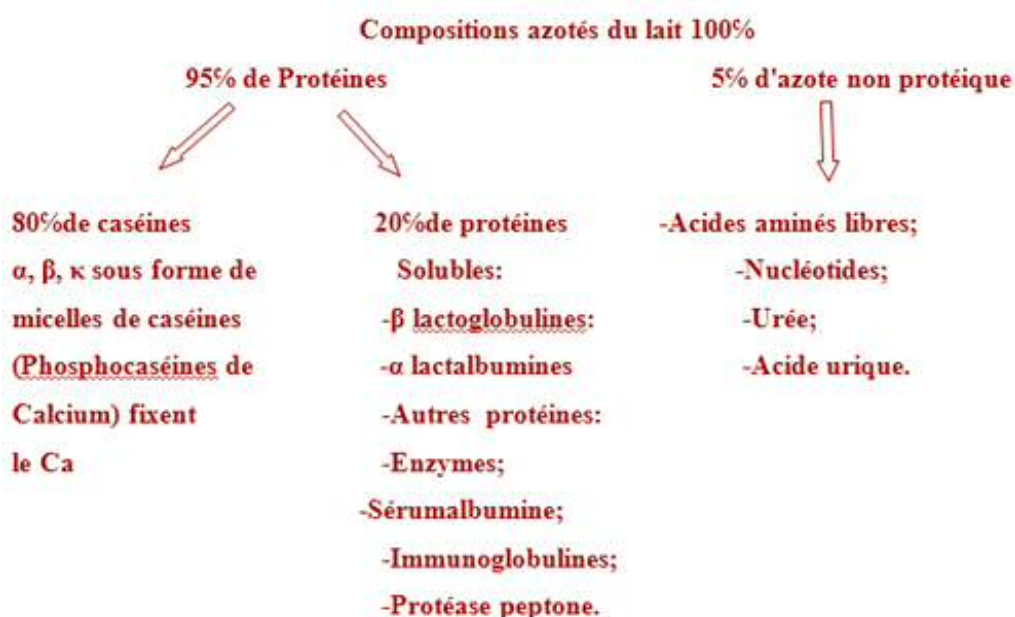 Compositions azotés du lait 100%
95% de Protéines
5% d'azote non protéique
80%de caséines
α, β, κ sous forme de
micelles de caséines
(Phosphocaséines de
Calcium) fixent
le Ca
20%de protéines
Solubles:
-β lactoglobulines:
-α lactalbumines
-Autres protéines:
-Enzymes;
-Sérumalbumine;
-Immunoglobulines;
-Protéase peptone.
-Acides aminés libres;
-Nucléotides;
-Urée;
-Acide urique.